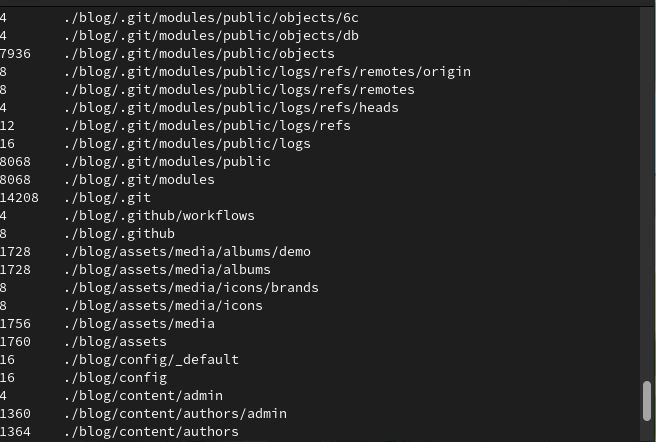 4 ./blog/.git/modules/public/objects/6c
4 ./blog/.git/modules/public/objects/db
7936 ./blog/.git/modules/public/objects
8 ./blog/.git/modules/public/logs/refs/remotes/origin
8 ./blog/.git/modules/public/logs/refs/remotes
4 ./blog/.git/modules/public/logs/refs/heads
12 ./blog/.git/modules/public/logs/refs
16 ./blog/.git/modules/public/logs
8068 ./blog/.git/modules/public
8068 ./blog/.git/modules
14208 ./blog/.git
4 ./blog/.github/workflows
8 ./blog/.github
1728 ./blog/assets/media/albums/demo
1728 ./blog/assets/media/albums
8 ./blog/assets/media/icons/brands
8 ./blog/assets/media/icons
1756 ./blog/assets/media
1760 ./blog/assets
16 ./blog/config/_default
16 ./blog/config
4 ./blog/content/admin
1360 ./blog/content/authors/admin
1364 ./blog/content/authors